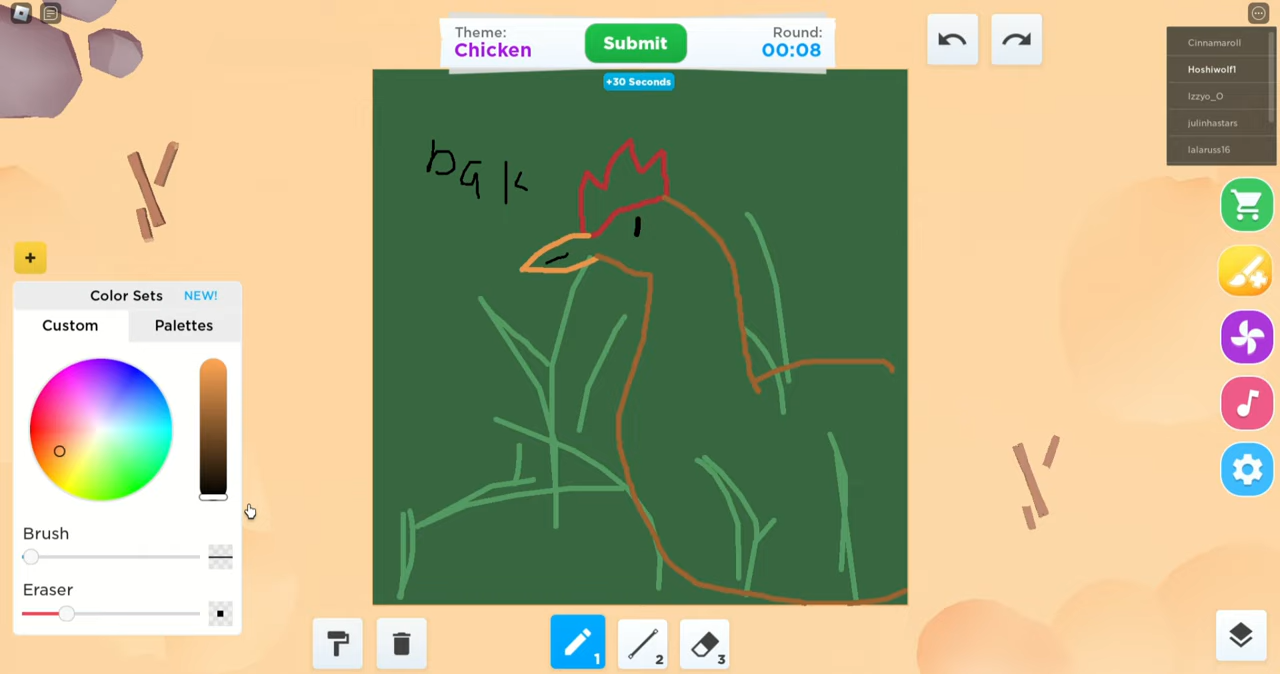 Theme:
Chicken
Submit
Round:
00:08
+30 Seconds
Cinnamaroll
Hoshiwolf1
Izzyo_O
julinhastars
lalaruss16
bak
+
Color Sets NEW!
Custom Palettes
Brush
Eraser
1 2 3